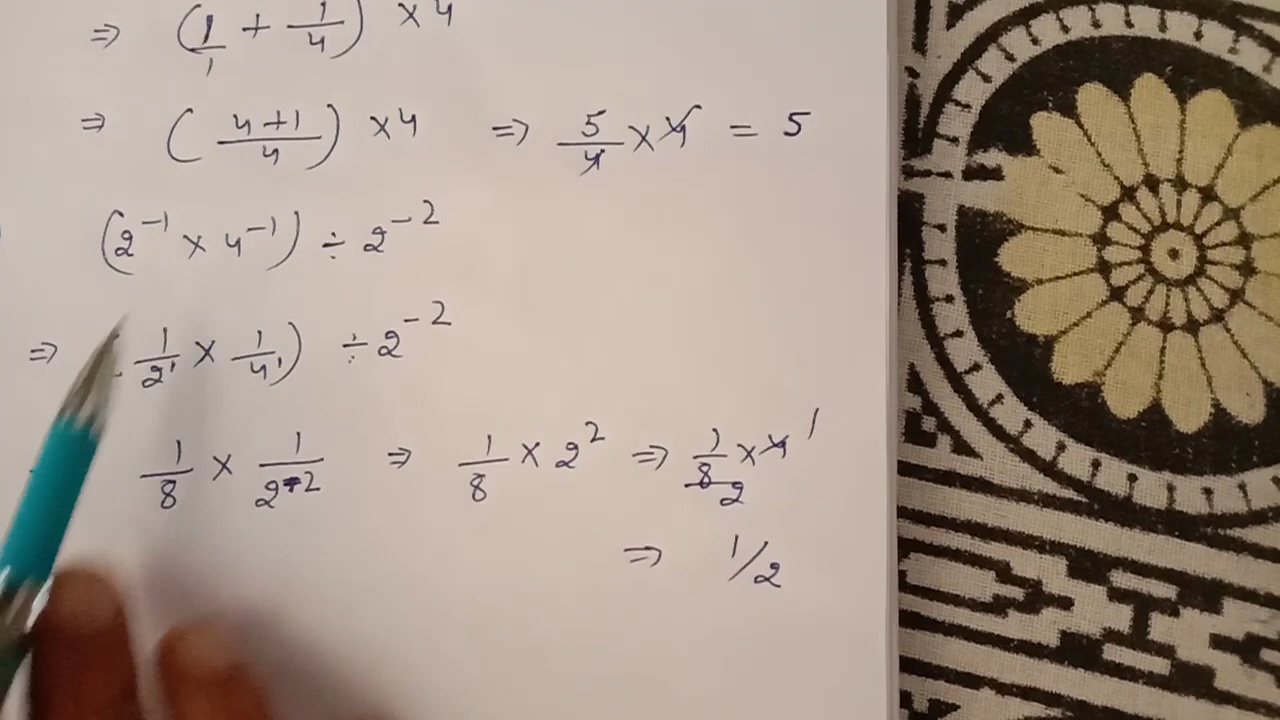 ⇒ (1/1 + 1/4) × 4
⇒ ((4+1)/4) × 4 ⇒ 5/4 × 4 = 5
(2⁻¹ × 4⁻¹) ÷ 2⁻²
⇒ (1/2¹ × 1/4¹) ÷ 2⁻²
1/8 × 1/2⁻² ⇒ 1/8 × 2² ⇒ 1/8 × 4 1
2
⇒ 1/2